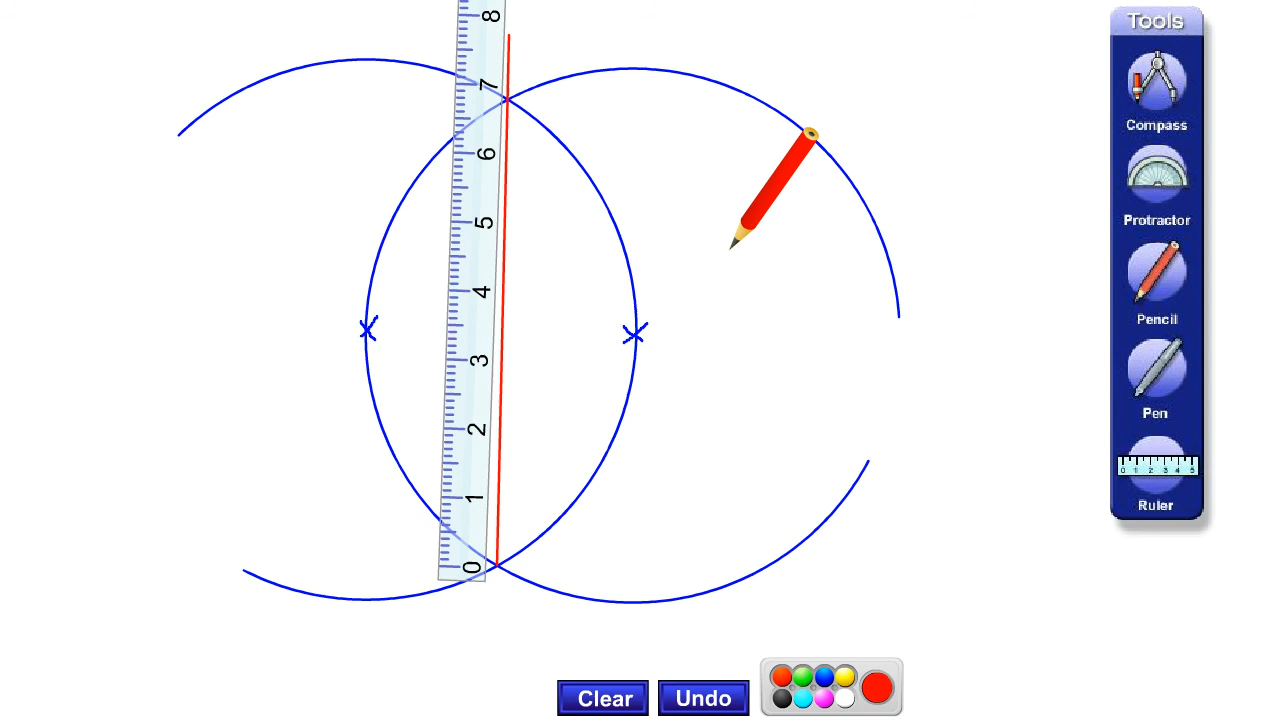 Tools
Compass
Protractor
Pencil
Pen
0 1 2 3 4 5
Ruler
8
7
6
5
4
3
2
1
0
Clear
Undo